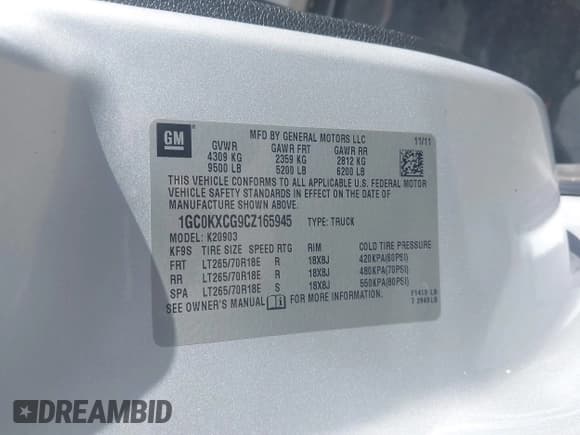 GM
MFD BY GENERAL MOTORS LLC
11/11
GVWR GAWR FRT GAWR RR
4309 KG 2359 KG 2812 KG
9500 LB 5200 LB 6200 LB
THIS VEHICLE CONFORMS TO ALL APPLICABLE U.S. FEDERAL MOTOR
VEHICLE SAFETY STANDARDS IN EFFECT ON THE DATE OF
MANUFACTURE SHOWN ABOVE.
1GC0KXCG9CZ165945 TYPE: TRUCK
MODEL: K20903
KF9S TIRE SIZE SPEED RTG RIM COLD TIRE PRESSURE
FRT LT265/70R18E R 18X8J 420KPA(60PSI)
RR LT265/70R18E R 18X8J 480KPA(70PSI)
SPA LT265/70R18E S 18X8J 550KPA(80PSI)
SEE OWNER'S MANUAL FOR MORE INFORMATION
DREAMBID